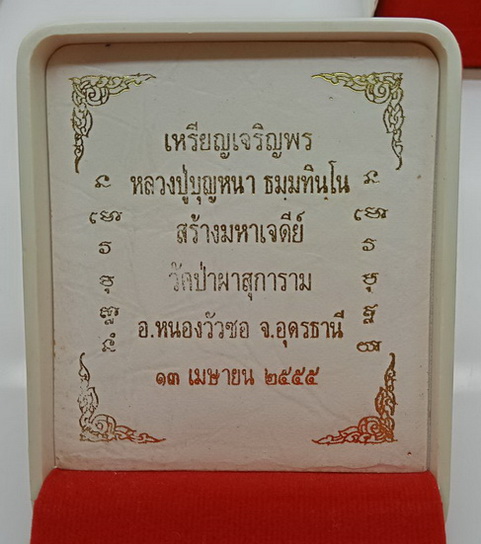 เหรียญเจริญพร
หลวงปู่บุญหนา ธมฺมทินฺโน
สร้างมหาเจดีย์
วัดป่าผาสุการาม
อ.หนองวัวซอ จ.อุดรธานี
๑๓ เมษายน ๒๕๕๕